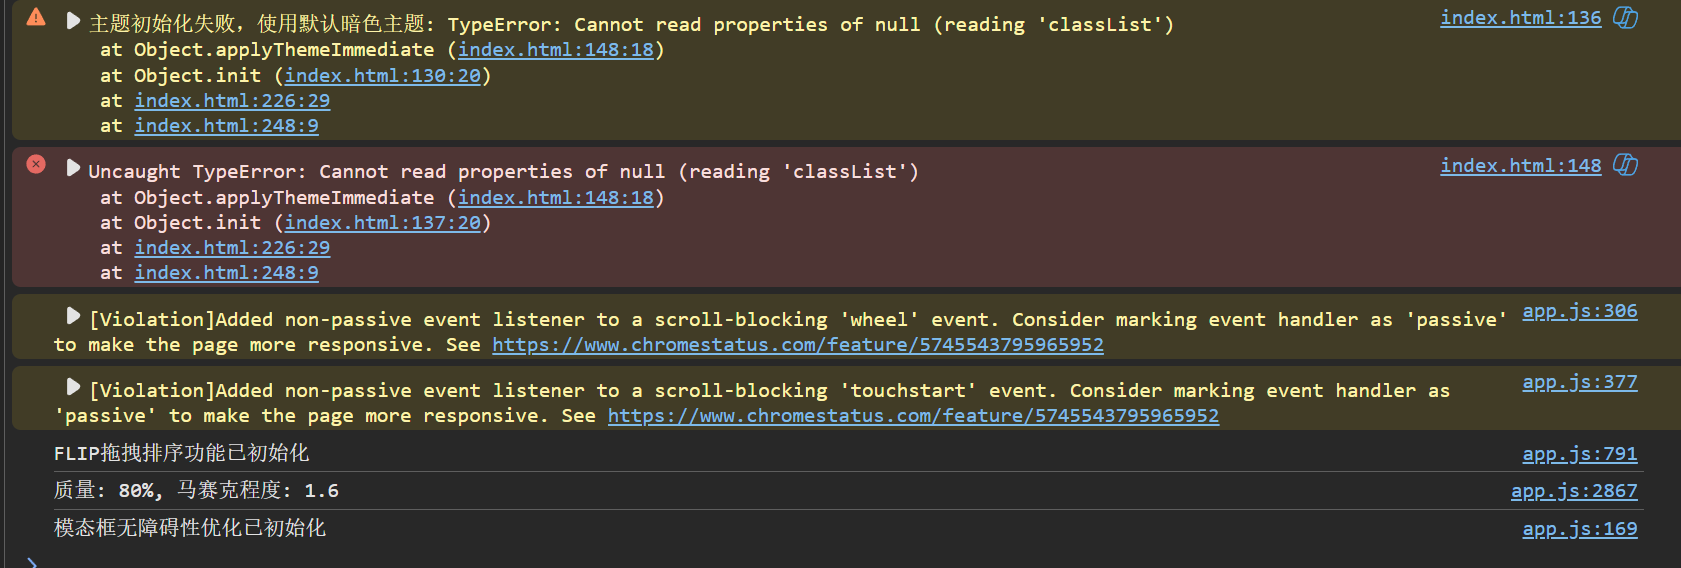 主题初始化失败，使用默认暗色主题: TypeError: Cannot read properties of null (reading 'classList') index.html:136
at Object.applyThemeImmediate (index.html:148:18)
at Object.init (index.html:130:20)
at index.html:226:29
at index.html:248:9
Uncaught TypeError: Cannot read properties of null (reading 'classList') index.html:148
at Object.applyThemeImmediate (index.html:148:18)
at Object.init (index.html:137:20)
at index.html:226:29
at index.html:248:9
[Violation]Added non-passive event listener to a scroll-blocking 'wheel' event. Consider marking event handler as 'passive' app.js:306
to make the page more responsive. See https://www.chromestatus.com/feature/5745543795965952
[Violation]Added non-passive event listener to a scroll-blocking 'touchstart' event. Consider marking event handler as app.js:377
'passive' to make the page more responsive. See https://www.chromestatus.com/feature/5745543795965952
FLIP拖拽排序功能已初始化 app.js:791
质量: 80%, 马赛克程度: 1.6 app.js:2867
模态框无障碍性优化已初始化 app.js:169